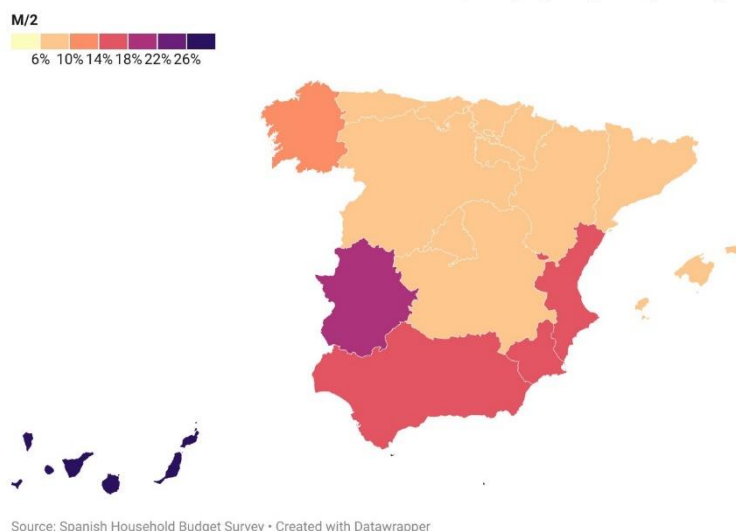 M/2
6% 10% 14% 18% 22% 26%
Source: Spanish Household Budget Survey • Created with Datawrapper